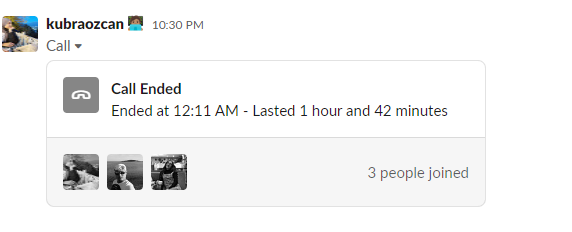 kubraozcan 10:30 PM
Call
Call Ended
Ended at 12:11 AM - Lasted 1 hour and 42 minutes
3 people joined